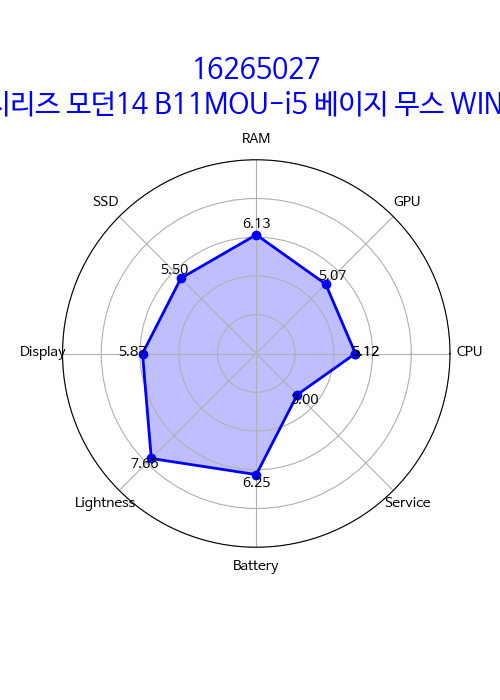 16265027
시리즈 모던14 B11MOU-i5 베이지 무스 WIN
RAM
SSD
GPU
6.13
5.50
5.07
Display
5.12
CPU
3.00
7.66
6.25
Lightness
Service
Battery